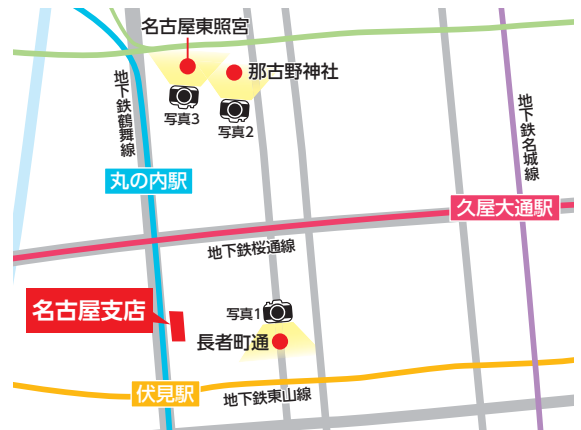 名古屋東照宮
那古野神社
写真3
写真2
地下鉄鶴舞線
地下鉄名城線
丸の内駅
久屋大通駅
地下鉄桜通線
名古屋支店
写真1
長者町通
伏見駅
地下鉄東山線